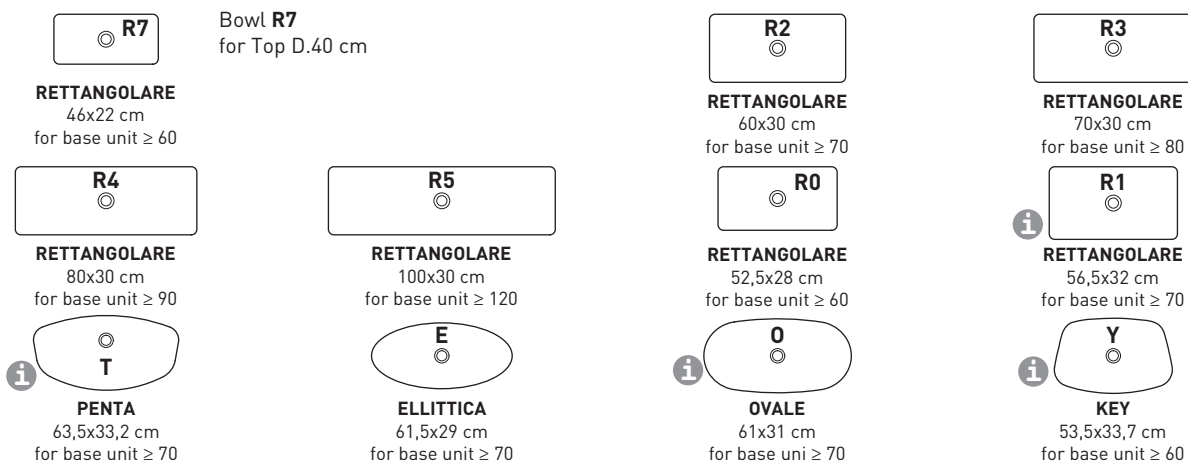 R7
Bowl R7
for Top D.40 cm
RETTANGOLARE
46x22 cm
for base unit ≥ 60
R2
RETTANGOLARE
60x30 cm
for base unit ≥ 70
R3
RETTANGOLARE
70x30 cm
for base unit ≥ 80
R4
RETTANGOLARE
80x30 cm
for base unit ≥ 90
R5
RETTANGOLARE
100x30 cm
for base unit ≥ 120
R0
RETTANGOLARE
52,5x28 cm
for base unit ≥ 60
i
R1
RETTANGOLARE
56,5x32 cm
for base unit ≥ 70
i
T
PENTA
63,5x33,2 cm
for base unit ≥ 70
E
ELLITTICA
61,5x29 cm
for base unit ≥ 70
i
O
OVALE
61x31 cm
for base uni ≥ 70
i
Y
KEY
53,5x33,7 cm
for base unit ≥ 60